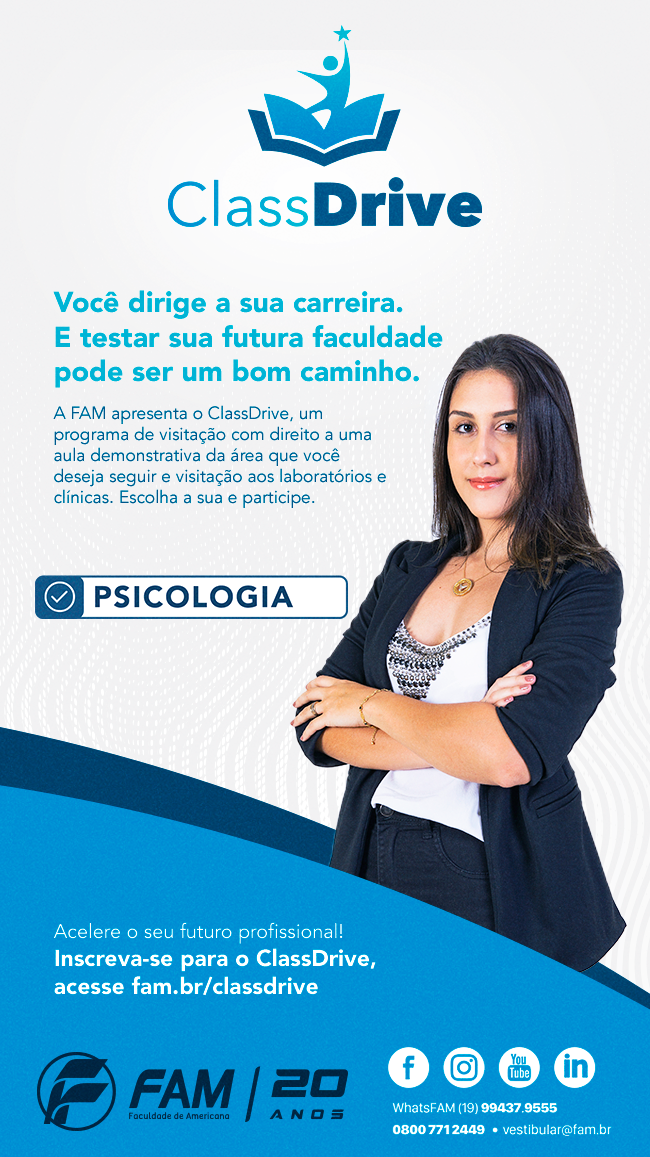 ClassDrive
Você dirige a sua carreira.
E testar sua futura faculdade
pode ser um bom caminho.
A FAM apresenta o ClassDrive, um
programa de visitação com direito a uma
aula demonstrativa da área que você
deseja seguir e visitação aos laboratórios e
clínicas. Escolha a sua e participe.
PSICOLOGIA
Acelere o seu futuro profissional!
Inscreva-se para o ClassDrive,
acesse fam.br/classdrive
FAM
Faculdade de Americana
20
ANOS
You
Tube
in
WhatsFAM (19) 99437.9555
0800 771 2449 • vestibular@fam.br